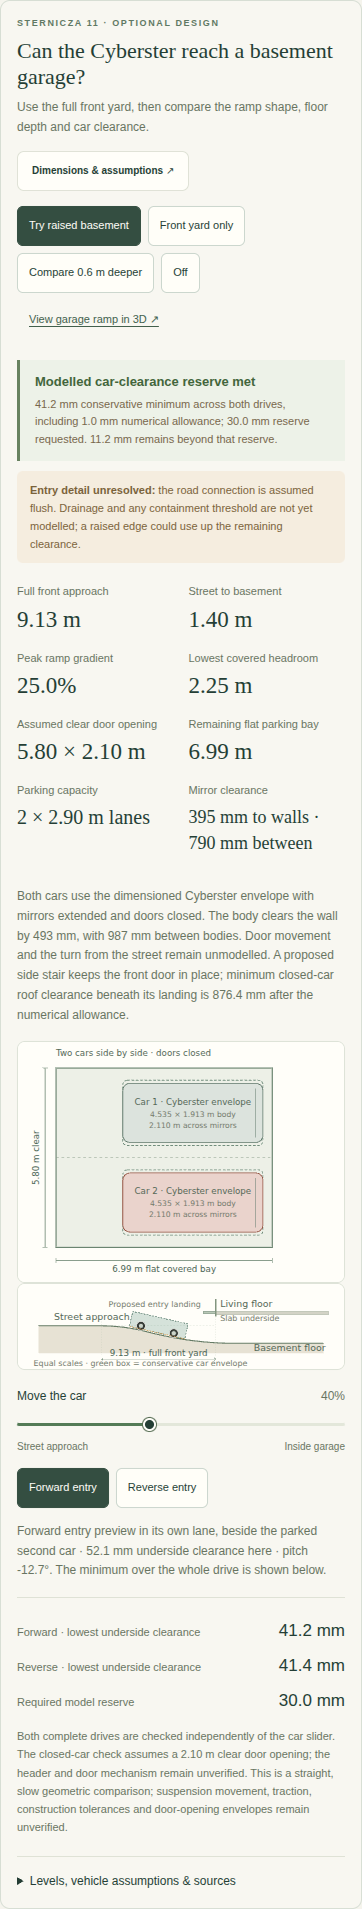 STERNICZA 11 · OPTIONAL DESIGN
Can the Cyberster reach a basement
garage?
Use the full front yard, then compare the ramp shape, floor
depth and car clearance.
Dimensions & assumptions ↗
Try raised basement
Front yard only
Compare 0.6 m deeper
Off
View garage ramp in 3D ↗
Modelled car-clearance reserve met
41.2 mm conservative minimum across both drives,
including 1.0 mm numerical allowance; 30.0 mm reserve
requested. 11.2 mm remains beyond that reserve.
Entry detail unresolved: the road connection is assumed
flush. Drainage and any containment threshold are not yet
modelled; a raised edge could use up the remaining
clearance.
Full front approach
9.13 m
Street to basement
1.40 m
Peak ramp gradient
25.0%
Lowest covered headroom
2.25 m
Assumed clear door opening
5.80 × 2.10 m
Remaining flat parking bay
6.99 m
Parking capacity
2 × 2.90 m lanes
Mirror clearance
395 mm to walls ·
790 mm between
Both cars use the dimensioned Cyberster envelope with
mirrors extended and doors closed. The body clears the wall
by 493 mm, with 987 mm between bodies. Door movement
and the turn from the street remain unmodelled. A proposed
side stair keeps the front door in place; minimum closed-car
roof clearance beneath its landing is 876.4 mm after the
numerical allowance.
Two cars side by side · doors closed
5.80 m clear
Car 1 · Cyberster envelope
4.535 × 1.913 m body
2.110 m across mirrors
Car 2 · Cyberster envelope
4.535 × 1.913 m body
2.110 m across mirrors
6.99 m flat covered bay
Proposed entry landing
Living floor
Street approach
Slab underside
9.13 m · full front yard
Basement floor
Equal scales · green box = conservative car envelope
Move the car
40%
Street approach
Inside garage
Forward entry
Reverse entry
Forward entry preview in its own lane, beside the parked
second car · 52.1 mm underside clearance here · pitch
-12.7°. The minimum over the whole drive is shown below.
Forward · lowest underside clearance
41.2 mm
Reverse · lowest underside clearance
41.4 mm
Required model reserve
30.0 mm
Both complete drives are checked independently of the car slider.
The closed-car check assumes a 2.10 m clear door opening; the
header and door mechanism remain unverified. This is a straight,
slow geometric comparison; suspension movement, traction,
construction tolerances and door-opening envelopes remain
unverified.
Levels, vehicle assumptions & sources